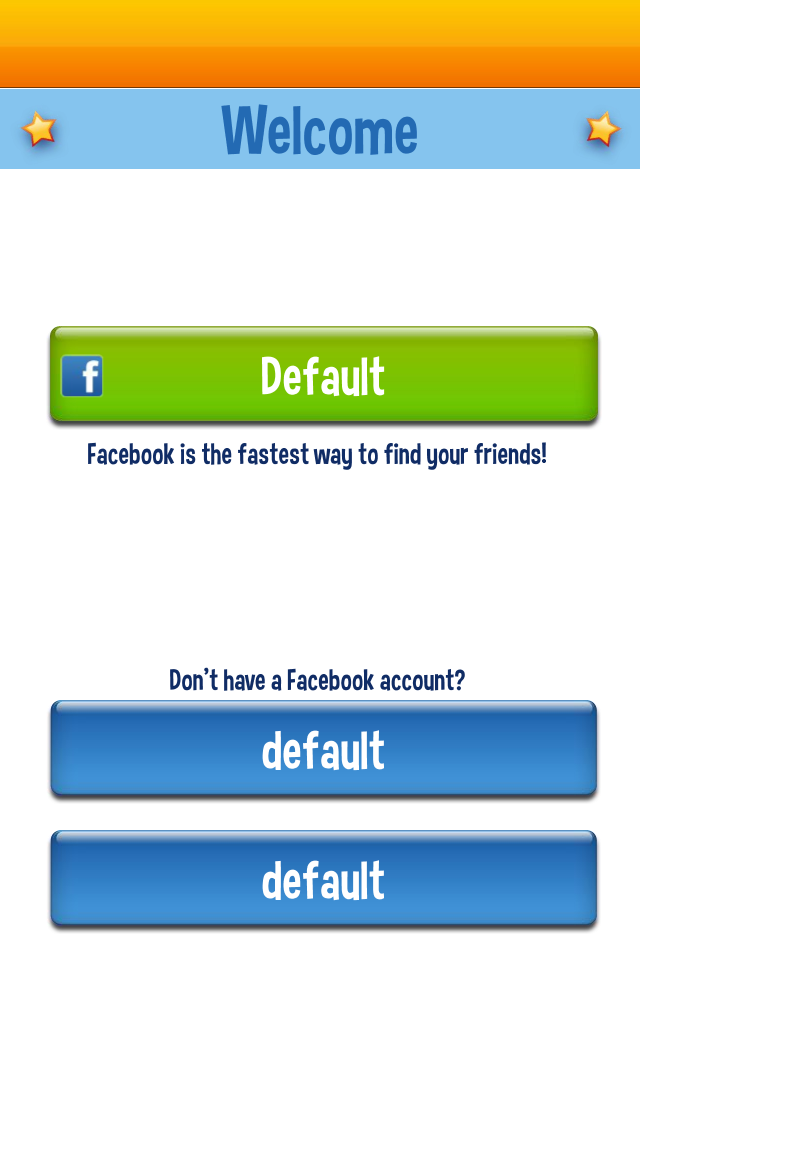 Welcome
f
Default
Facebook is the fastest way to find your friends!
Don't have a Facebook account?
default
default